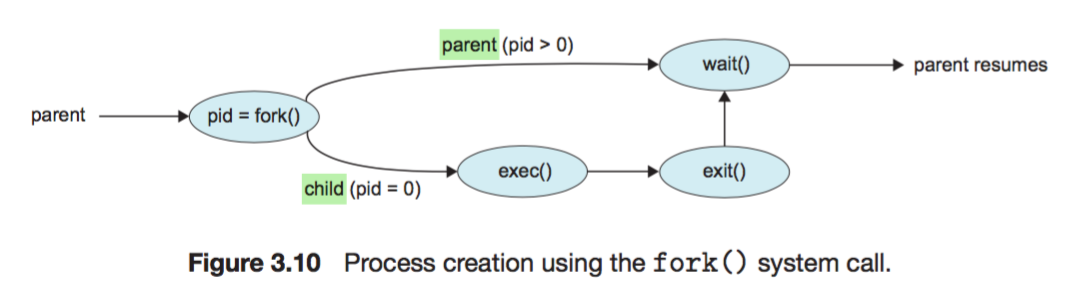 parent (pid > 0)
wait()
parent resumes
parent
pid = fork()
exec()
exit()
child (pid = 0)
Figure 3.10 Process creation using the fork() system call.